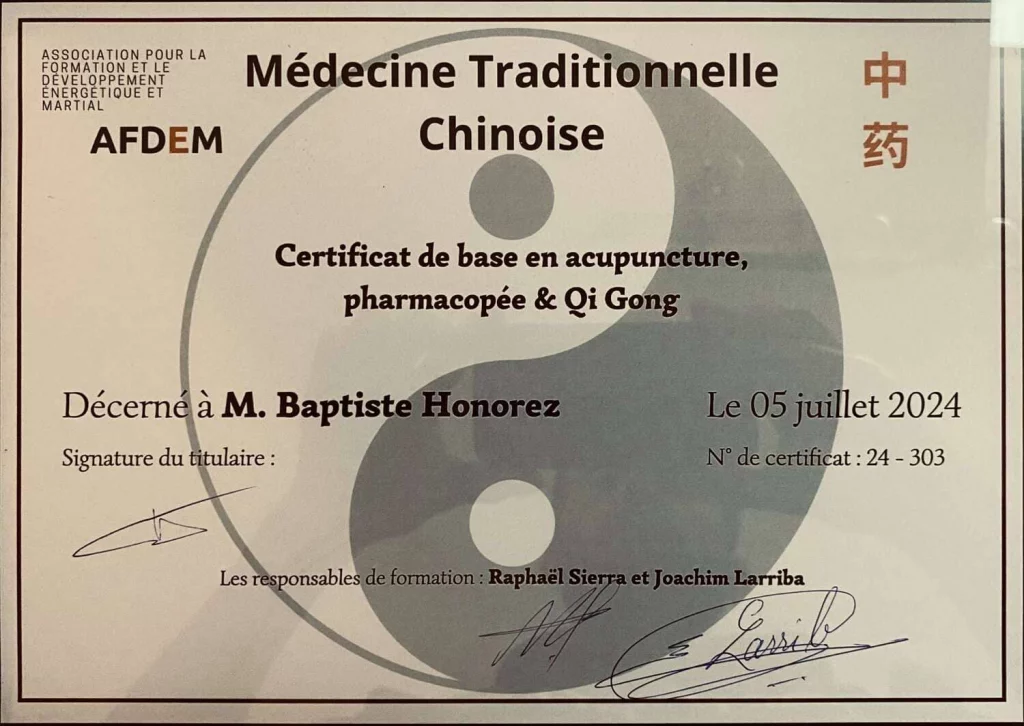 ASSOCIATION POUR LA
FORMATION ET LE
DÉVELOPPEMENT
ÉNERGÉTIQUE ET
MARTIAL
AFDEM
Médecine Traditionnelle
Chinoise
中
药
Certificat de base en acupuncture,
pharmacopée & Qi Gong
Décerné à M. Baptiste Honorez
Le 05 juillet 2024
Signature du titulaire :
N° de certificat : 24 - 303
Les responsables de formation : Raphaël Sierra et Joachim Larriba